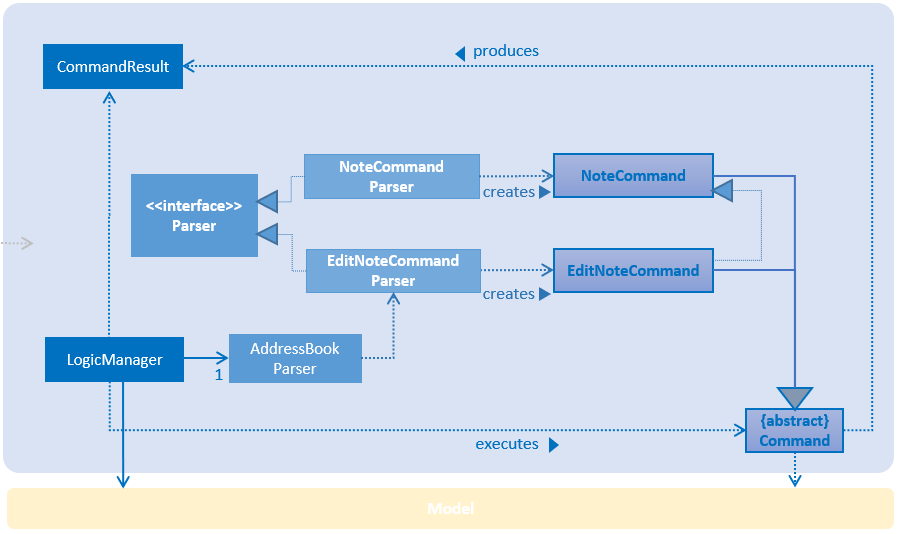 produces
CommandResult
NoteCommand
Parser
NoteCommand
creates
<<interface>>
Parser
EditNoteCommand
Parser
EditNoteCommand
creates
AddressBook
Parser
LogicManager
1
{abstract}
Command
executes
Model